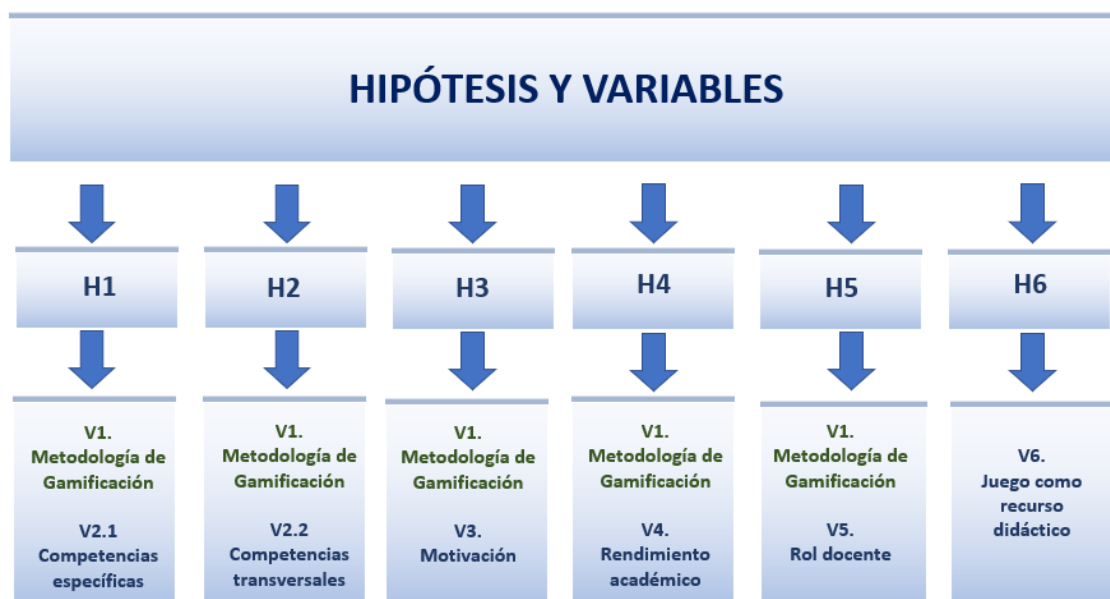 HIPÓTESIS Y VARIABLES
H1
H2
H3
H4
H5
H6
V1.
Metodología de
Gamificación
V2.1
Competencias
específicas
V1.
Metodología de
Gamificación
V2.2
Competencias
transversales
V1.
Metodología de
Gamificación
V3.
Motivación
V1.
Metodología de
Gamificación
V4.
Rendimiento
académico
V1.
Metodología de
Gamificación
V5.
Rol docente
V6.
Juego como
recurso
didáctico